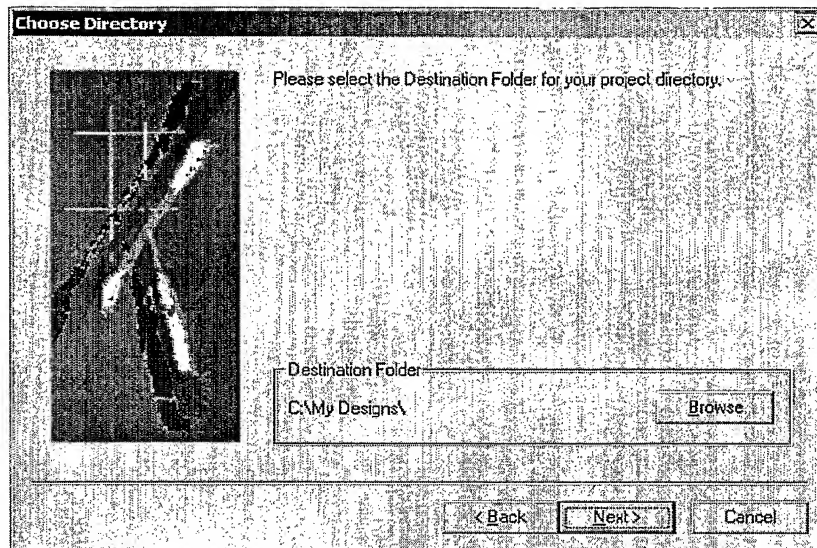 Choose Directory
Please select the Destination Folder for your project directory.
Destination Folder
C:\My Designs\
Browse
< Back
Next >
Cancel